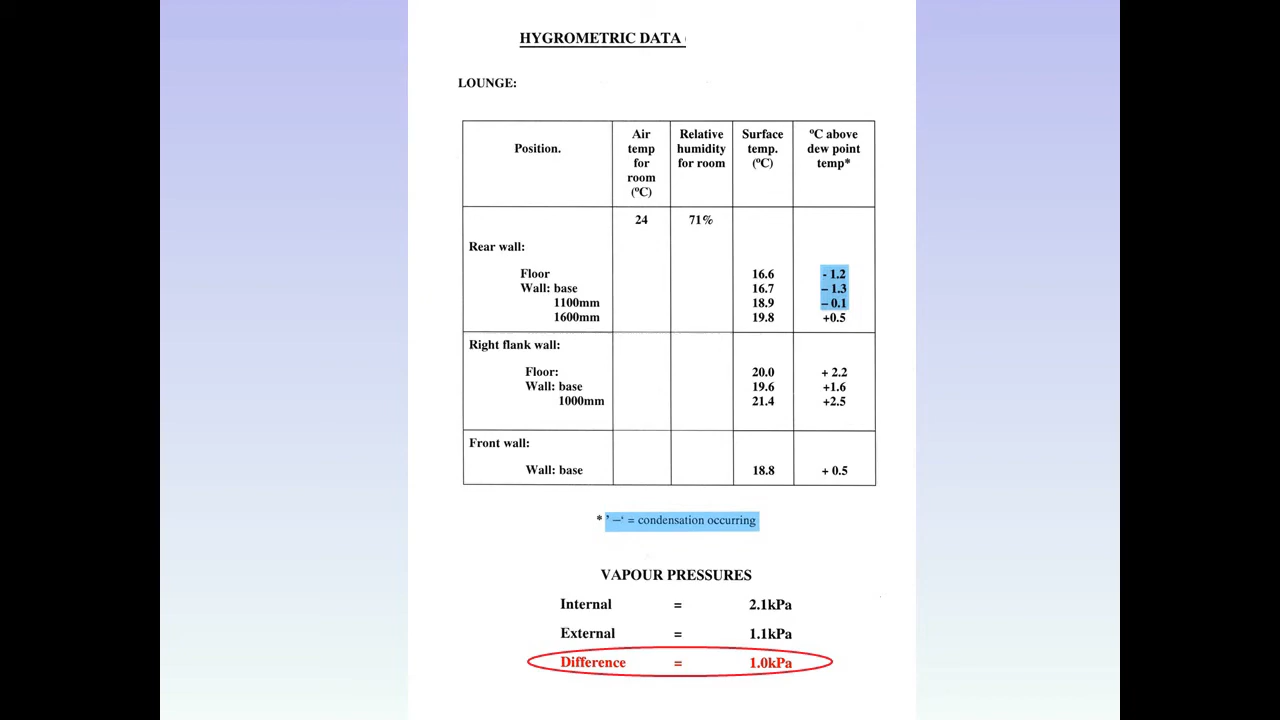 HYGROMETRIC DATA
LOUNGE:
Position.
Air temp for room (ºC)
Relative humidity for room
Surface temp. (ºC)
ºC above dew point temp*
24 71%
Rear wall:
Floor 16.6 - 1.2
Wall: base 16.7 – 1.3
1100mm 18.9 – 0.1
1600mm 19.8 +0.5
Right flank wall:
Floor: 20.0 + 2.2
Wall: base 19.6 +1.6
1000mm 21.4 +2.5
Front wall:
Wall: base 18.8 + 0.5
* ’ –‘ = condensation occurring
VAPOUR PRESSURES
Internal = 2.1kPa
External = 1.1kPa
Difference = 1.0kPa